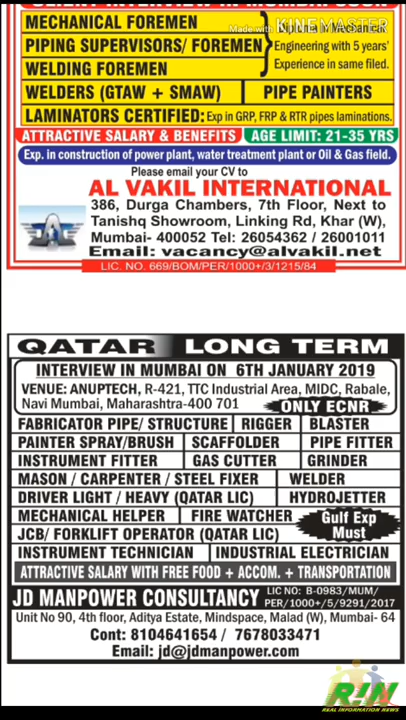 CLIENT INTERVIEW IN MUMBAI SOON
Made with KINEMASTER
MECHANICAL FOREMEN
PIPING SUPERVISORS/ FOREMEN
WELDING FOREMEN
Diploma in Mechanical
Engineering with 5 years'
Experience in same filed.
WELDERS (GTAW + SMAW) PIPE PAINTERS
LAMINATORS CERTIFIED: Exp in GRP, FRP & RTR pipes laminations.
ATTRACTIVE SALARY & BENEFITS AGE LIMIT: 21-35 YRS
Exp. in construction of power plant, water treatment plant or Oil & Gas field.
Please email your CV to
AL VAKIL INTERNATIONAL
386, Durga Chambers, 7th Floor, Next to
Tanishq Showroom, Linking Rd, Khar (W),
Mumbai- 400052 Tel: 26054362 / 26001011
Email: vacancy@alvakil.net
LIC. NO. 669/BOM/PER/1000+/3/1215/84
QATAR LONG TERM
INTERVIEW IN MUMBAI ON 6TH JANUARY 2019
VENUE: ANUPTECH, R-421, TTC Industrial Area, MIDC, Rabale,
Navi Mumbai, Maharashtra-400 701
ONLY ECNR
FABRICATOR PIPE/ STRUCTURE RIGGER BLASTER
PAINTER SPRAY/BRUSH SCAFFOLDER PIPE FITTER
INSTRUMENT FITTER GAS CUTTER GRINDER
MASON / CARPENTER / STEEL FIXER WELDER
DRIVER LIGHT / HEAVY (QATAR LIC) HYDROJETTER
MECHANICAL HELPER FIRE WATCHER
Gulf Exp
Must
JCB/ FORKLIFT OPERATOR (QATAR LIC)
INSTRUMENT TECHNICIAN INDUSTRIAL ELECTRICIAN
ATTRACTIVE SALARY WITH FREE FOOD + ACCOM. + TRANSPORTATION
JD MANPOWER CONSULTANCY LIC NO: B-0983/MUM/
PER/1000+/5/9291/2017
Unit No 90, 4th floor, Aditya Estate, Mindspace, Malad (W), Mumbai- 64
Cont: 8104641654 / 7678033471
Email: jd@jdmanpower.com
RIN
REAL INFORMATION NEWS